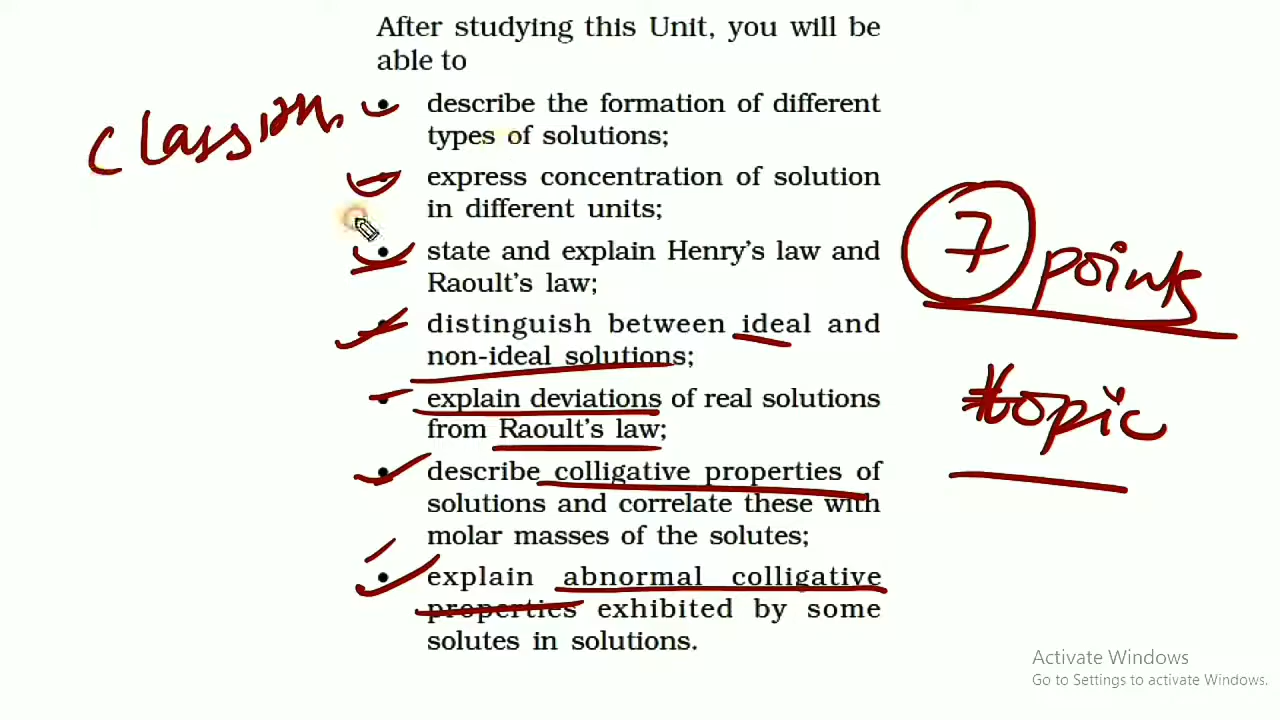 After studying this Unit, you will be
able to
• describe the formation of different
types of solutions;
• express concentration of solution
in different units;
• state and explain Henry's law and
Raoult's law;
• distinguish between ideal and
non-ideal solutions;
• explain deviations of real solutions
from Raoult's law;
• describe colligative properties of
solutions and correlate these with
molar masses of the solutes;
• explain abnormal colligative
properties exhibited by some
solutes in solutions.
7 points
topic
Activate Windows
Go to Settings to activate Windows.